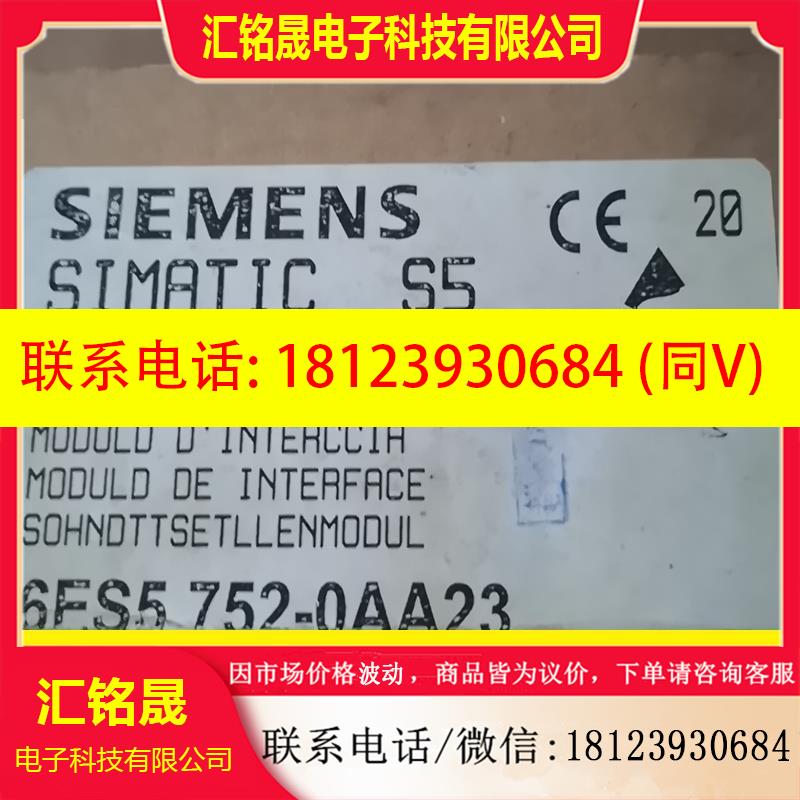 汇铭晟电子科技有限公司
SIEMENS
CE 20
SIMATIC S5
联系电话: 18123930684 (同V)
MODULO D'INTERCCIA
MODULO DE INTERFACE
SOHNDTTSETLLENMODUL
6ES5 752-0AA23
因市场价格波动，商品皆为议价，下单请咨询客服
汇铭晟
电子科技有限公司
联系电话/微信:18123930684